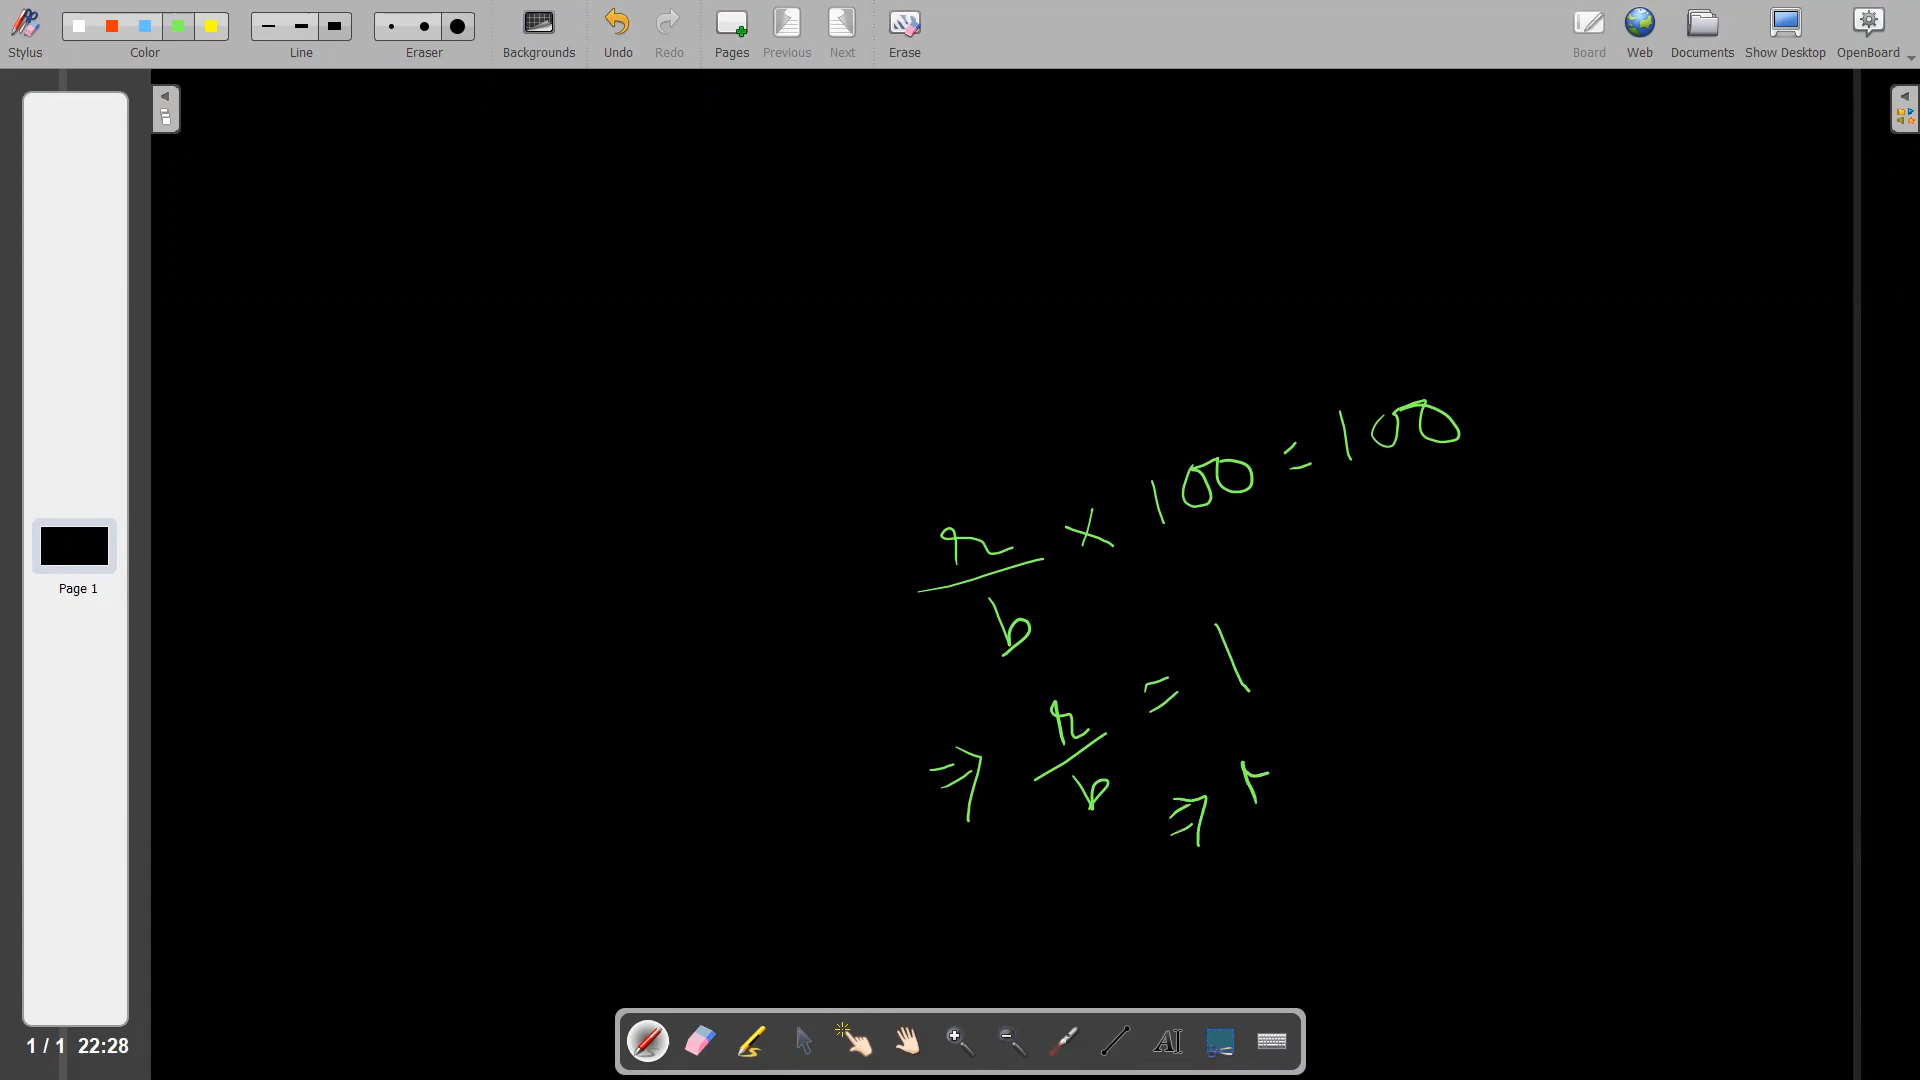 Stylus Color Line Eraser Backgrounds Undo Redo Pages Previous Next Erase Board Web Documents Show Desktop OpenBoard
r/b × 100 = 100
⇒ r/b = 1
⇒ r
Page 1
1 / 1 22:28
AI